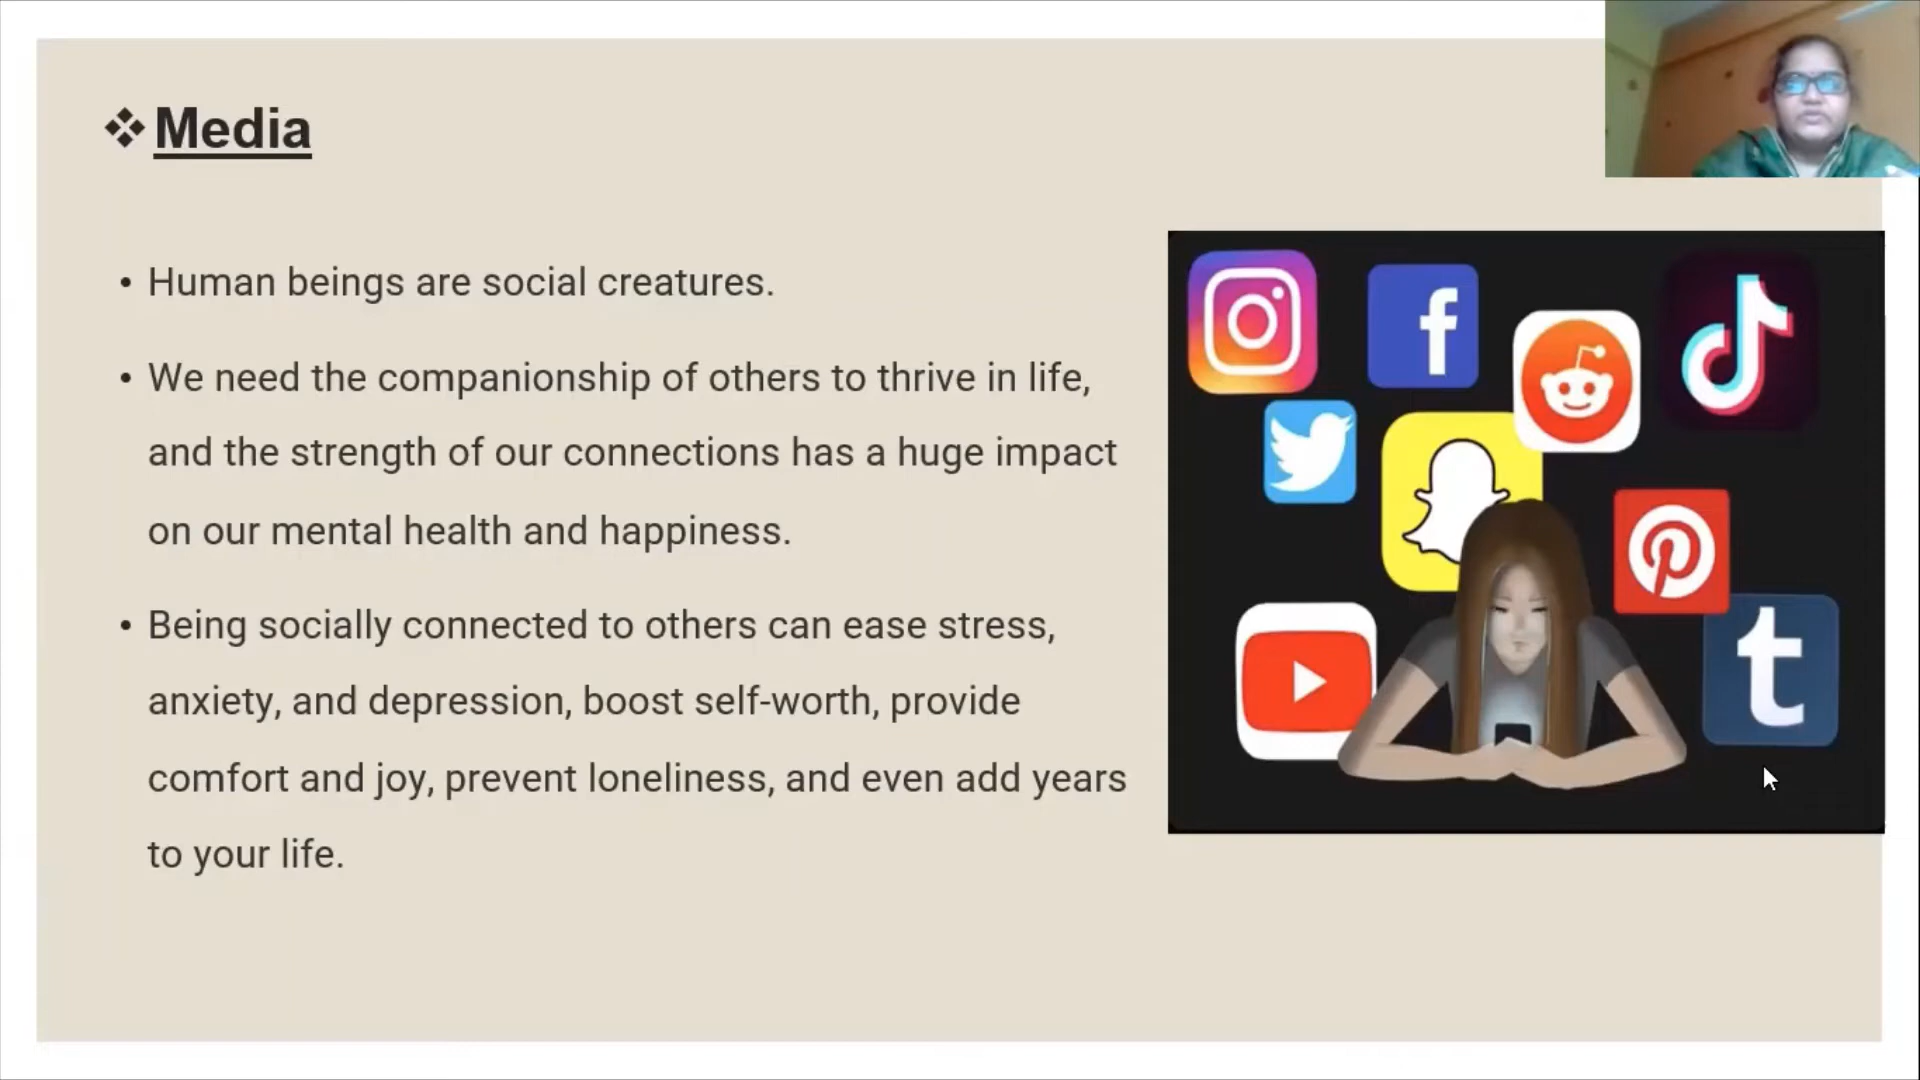 Media
• Human beings are social creatures.
• We need the companionship of others to thrive in life,
and the strength of our connections has a huge impact
on our mental health and happiness.
• Being socially connected to others can ease stress,
anxiety, and depression, boost self-worth, provide
comfort and joy, prevent loneliness, and even add years
to your life.